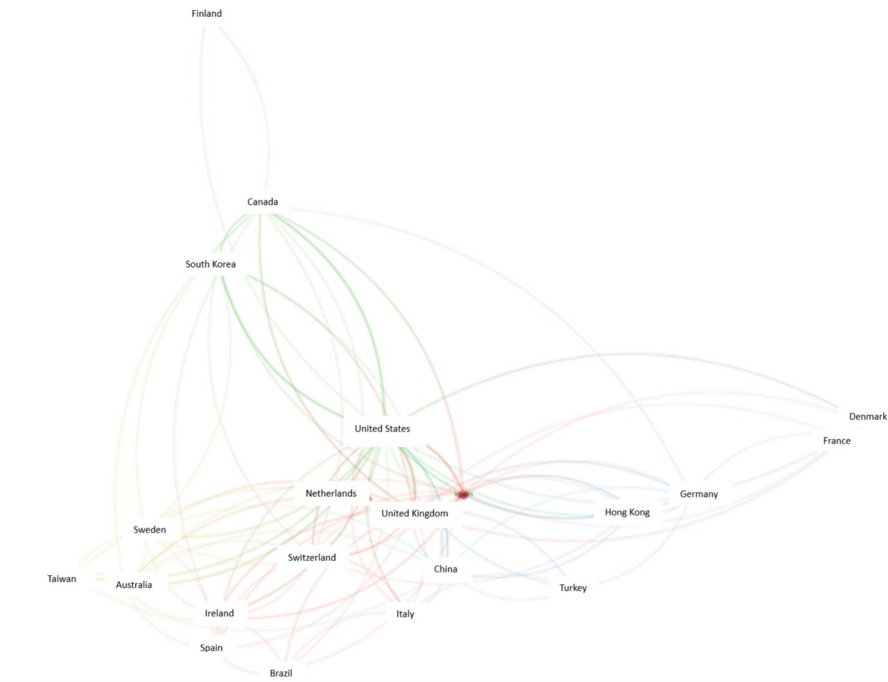 Finland
Canada
South Korea
Denmark
United States
France
Netherlands
Germany
United Kingdom
Hong Kong
Sweden
Switzerland
China
Taiwan
Australia
Turkey
Ireland
Italy
Spain
Brazil